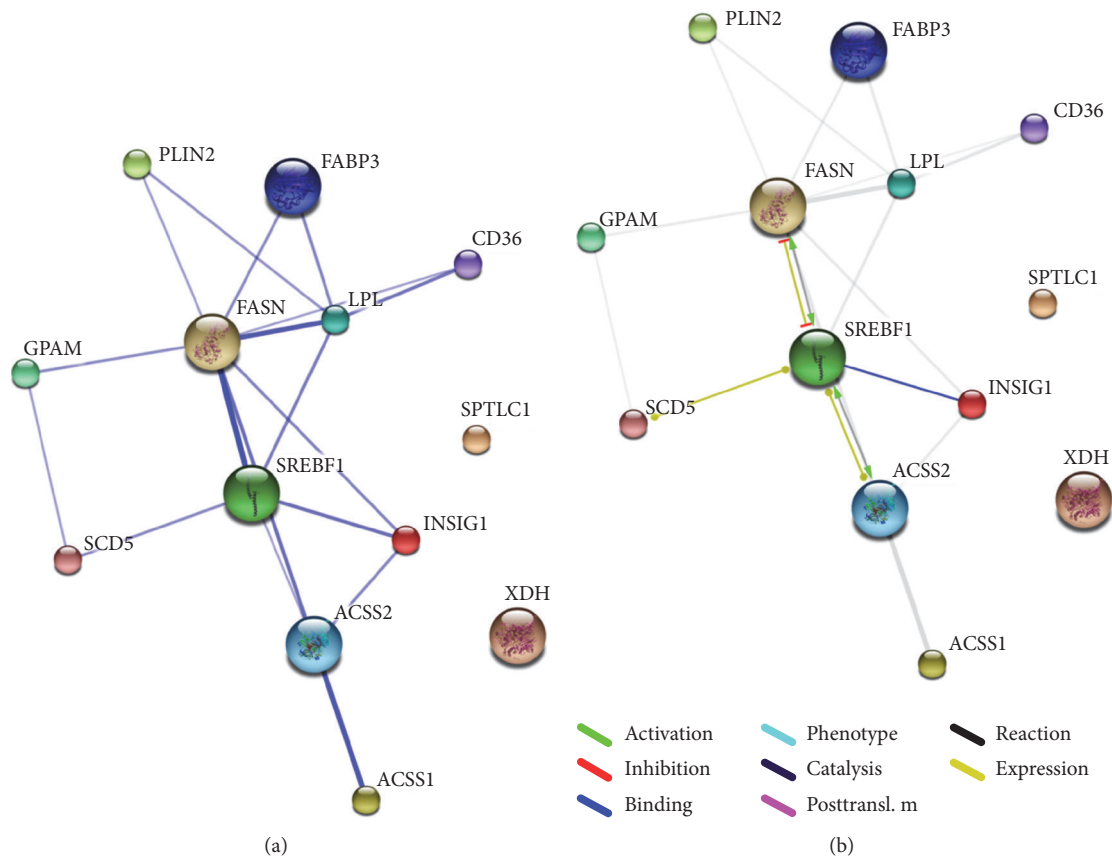 PLIN2
FABP3
CD36
FASN
LPL
GPAM
SPTLC1
SREBF1
SCD5
INSIG1
ACSS2
XDH
ACSS1
(a)
PLIN2
FABP3
CD36
LPL
FASN
GPAM
SPTLC1
SREBF1
INSIG1
SCD5
ACSS2
XDH
ACSS1
Activation
Phenotype
Reaction
Inhibition
Catalysis
Expression
Binding
Posttransl. m
(b)